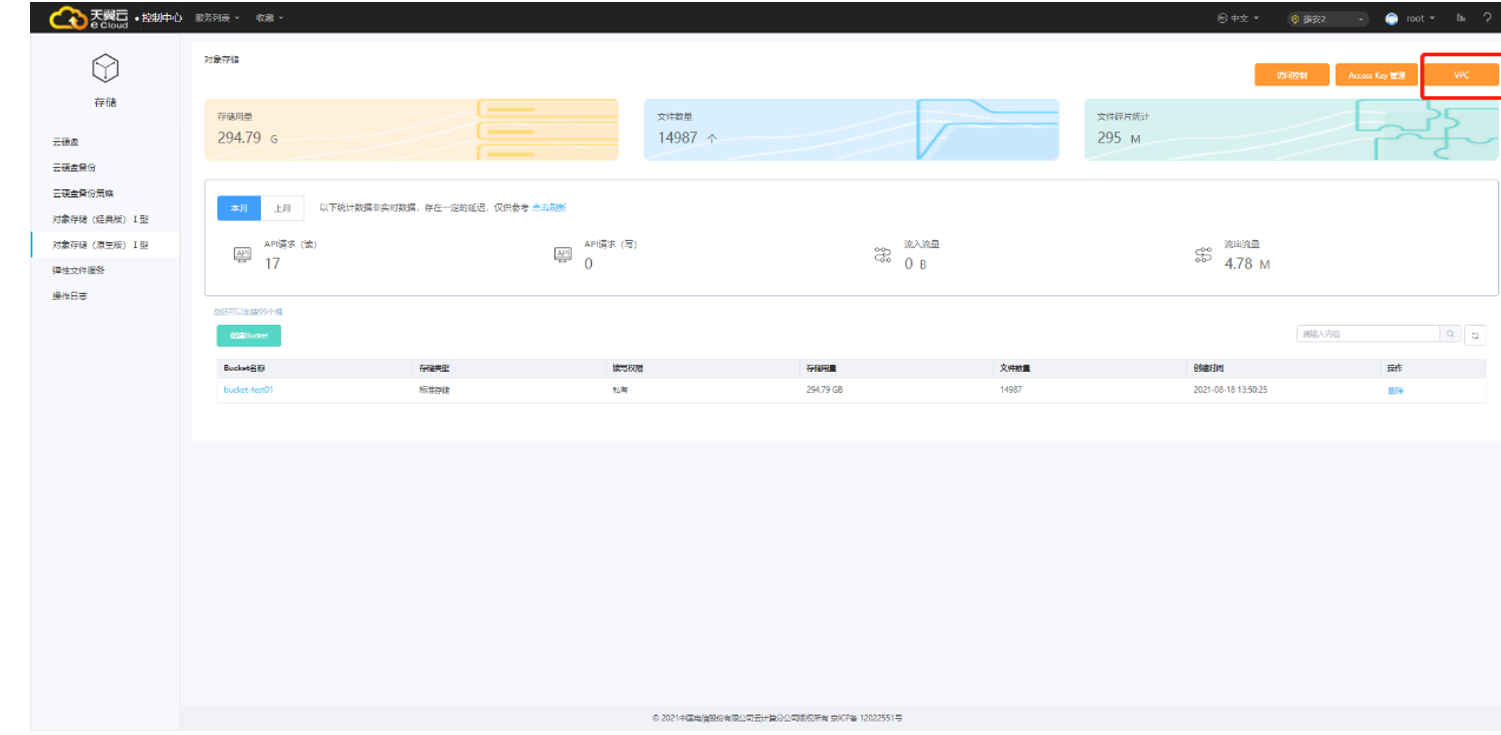 天翼云 e Cloud • 控制中心 服务列表 收藏 中文 雄安2 root
存储
云硬盘
云硬盘备份
云硬盘备份策略
对象存储（经典版）I 型
对象存储（原生版）I 型
弹性文件服务
操作日志
对象存储
访问控制 Access Key 管理 VPC
存储用量 文件数量 文件碎片统计
294.79 G 14987 个 295 M
本月 上月 以下统计数据非实时数据，存在一定的延迟，仅供参考 点击刷新
API请求（读） API请求（写） 流入流量 流出流量
17 0 0 B 4.78 M
您还可以创建99个桶
创建Bucket 请输入内容
Bucket名称 存储类型 读写权限 存储用量 文件数量 创建时间 操作
bucket-test01 标准存储 私有 294.79 GB 14987 2021-08-18 13:50:25 删除
© 2021中国电信股份有限公司云计算分公司版权所有 京ICP备 12022551号